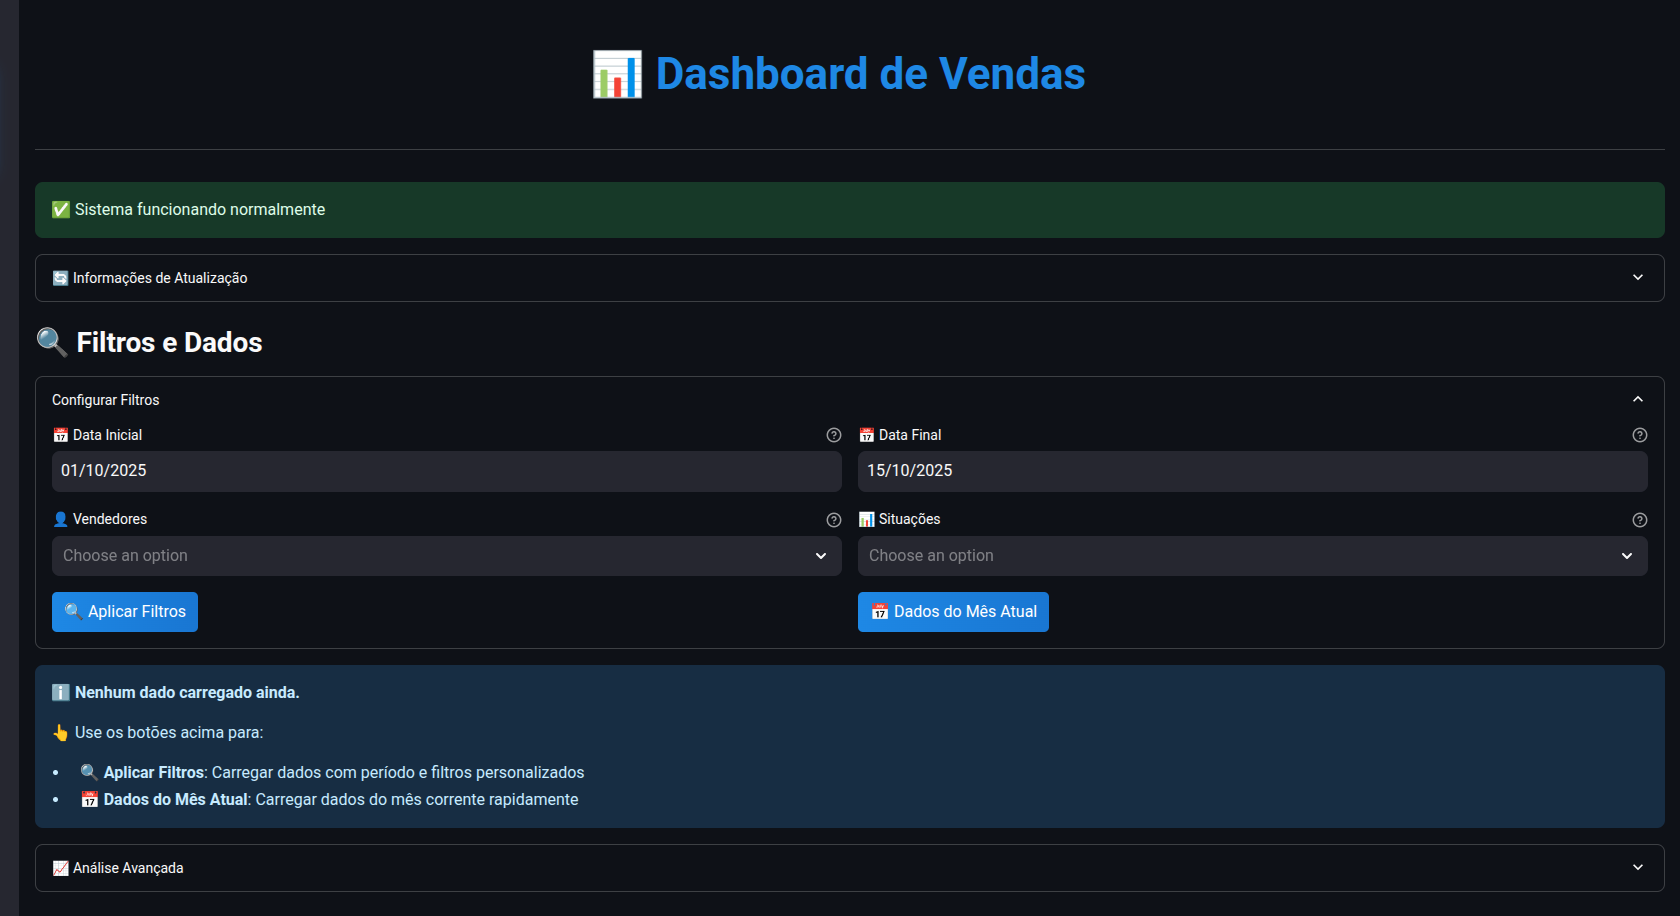 📊 Dashboard de Vendas
✅ Sistema funcionando normalmente
🔄 Informações de Atualização
🔍 Filtros e Dados
Configurar Filtros
📅 Data Inicial
📅 Data Final
01/10/2025
15/10/2025
👤 Vendedores
📊 Situações
Choose an option
Choose an option
🔍 Aplicar Filtros
📅 Dados do Mês Atual
ℹ️ Nenhum dado carregado ainda.
👆 Use os botões acima para:
• 🔍 Aplicar Filtros: Carregar dados com período e filtros personalizados
• 📅 Dados do Mês Atual: Carregar dados do mês corrente rapidamente
📈 Análise Avançada